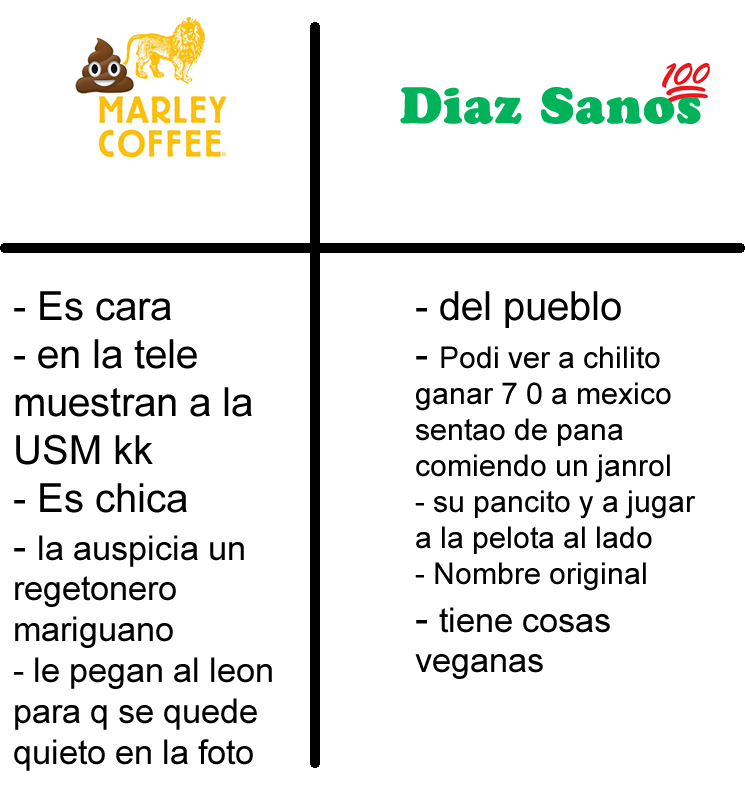 MARLEY
COFFEE
Diaz Sanos
100
- Es cara
- en la tele
muestran a la
USM kk
- Es chica
- la auspicia un
regetonero
mariguano
- le pegan al leon
para q se quede
quieto en la foto
- del pueblo
- Podi ver a chilito
ganar 7 0 a mexico
sentao de pana
comiendo un janrol
- su pancito y a jugar
a la pelota al lado
- Nombre original
- tiene cosas
veganas